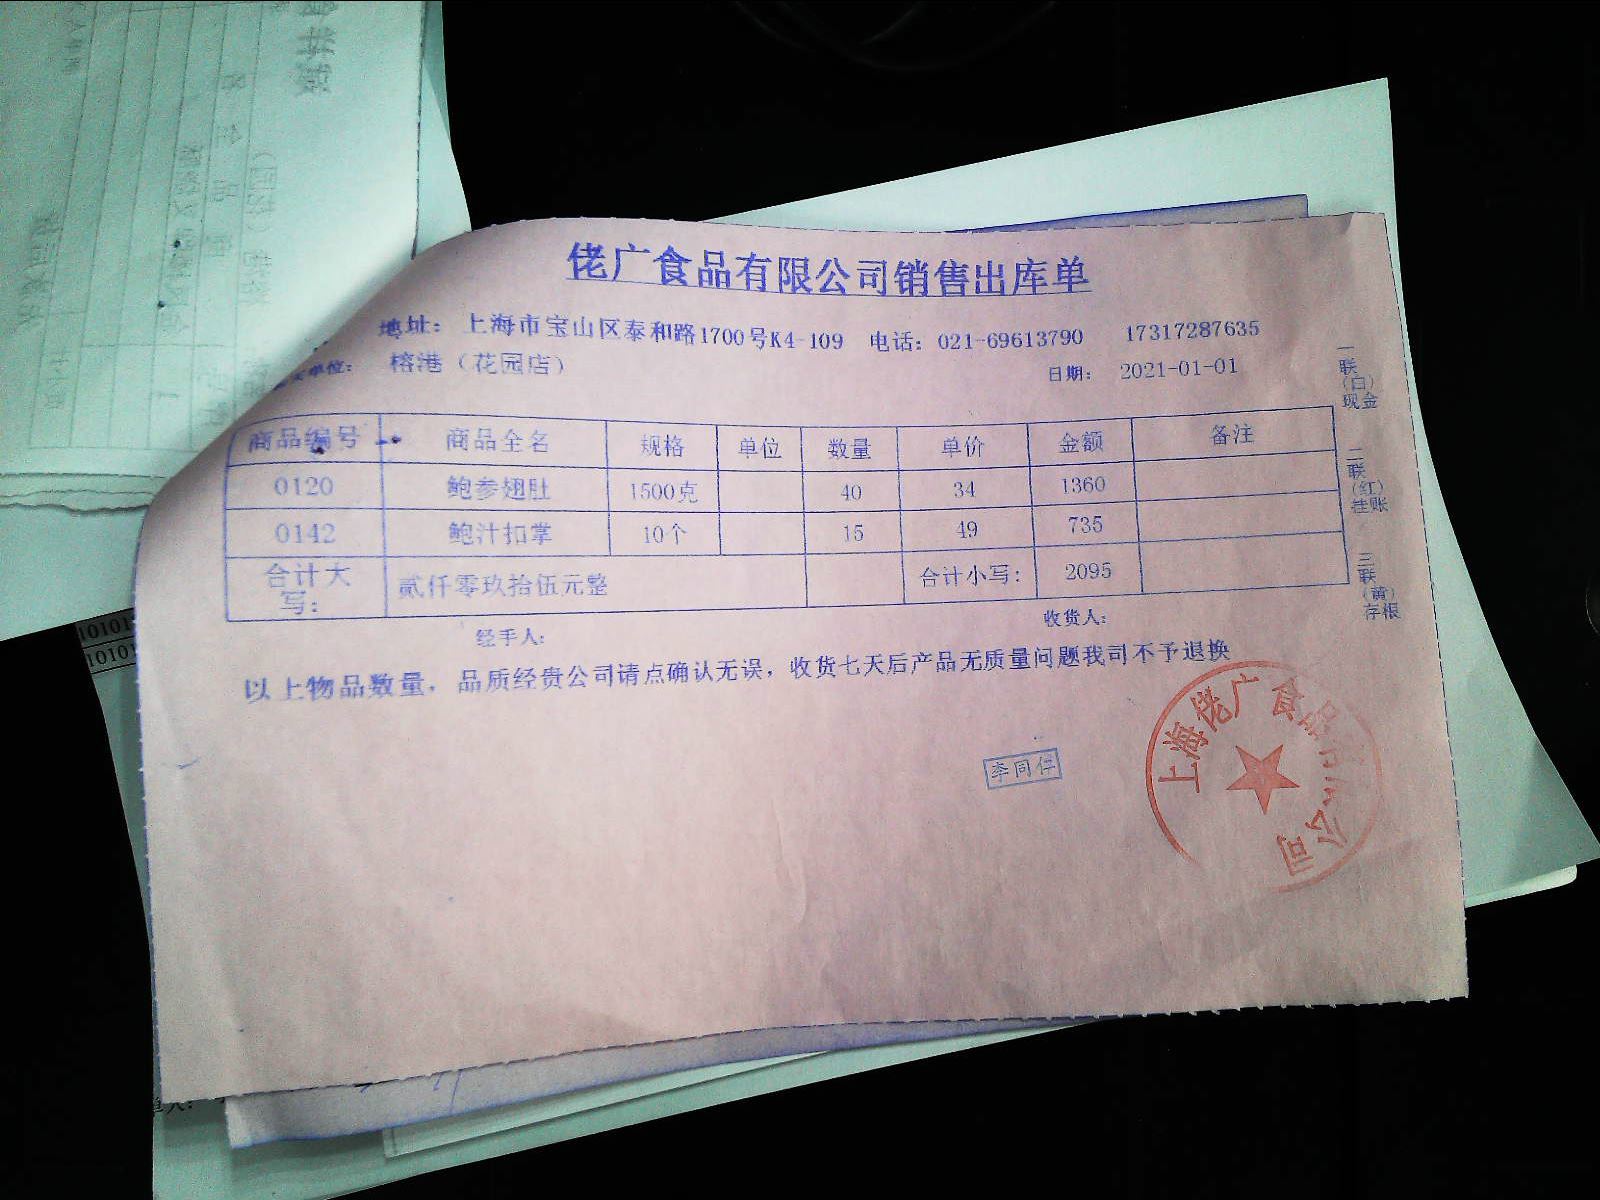 佬广食品有限公司销售出库单
地址： 上海市宝山区泰和路1700号K4-109 电话：021-69613790 17317287635
单位： 榕港（花园店） 日期： 2021-01-01
商品编号 商品全名 规格 单位 数量 单价 金额 备注
0120 鲍参翅肚 1500克 40 34 1360
0142 鲍汁扣掌 10个 15 49 735
合计大写： 贰仟零玖拾伍元整 合计小写： 2095
经手人： 收货人：
以上物品数量，品质经贵公司请点确认无误，收货七天后产品无质量问题我司不予退换
一联（白）现金
二联（红）挂账
三联（黄）存根
李同仁
上海佬广食品有限公司
10101
10101